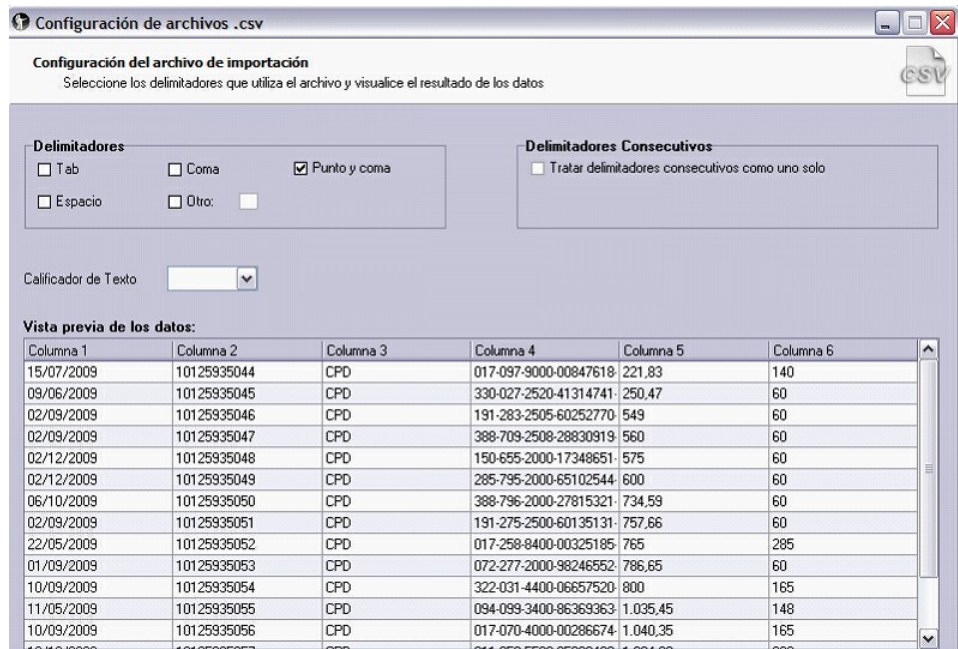 Configuración de archivos .csv
Configuración del archivo de importación
Seleccione los delimitadores que utiliza el archivo y visualice el resultado de los datos
CSV
Delimitadores
Tab Coma Punto y coma
Espacio Otro:
Delimitadores Consecutivos
Tratar delimitadores consecutivos como uno solo
Calificador de Texto
Vista previa de los datos:
Columna 1 Columna 2 Columna 3 Columna 4 Columna 5 Columna 6
15/07/2009 10125935044 CPD 017-097-9000-00847618- 221,83 140
09/06/2009 10125935045 CPD 330-027-2520-41314741- 250,47 60
02/09/2009 10125935046 CPD 191-283-2505-60252770- 549 60
02/09/2009 10125935047 CPD 388-709-2508-28830919- 560 60
02/12/2009 10125935048 CPD 150-655-2000-17348651- 575 60
02/12/2009 10125935049 CPD 285-795-2000-65102544- 600 60
06/10/2009 10125935050 CPD 388-796-2000-27815321- 734,59 60
02/09/2009 10125935051 CPD 191-275-2500-60135131- 757,66 60
22/05/2009 10125935052 CPD 017-258-8400-00325185- 765 285
01/09/2009 10125935053 CPD 072-277-2000-98246552- 786,65 60
10/09/2009 10125935054 CPD 322-031-4400-06657520- 800 165
11/05/2009 10125935055 CPD 094-099-3400-86369363- 1.035,45 148
10/09/2009 10125935056 CPD 017-070-4000-00286674- 1.040,35 165